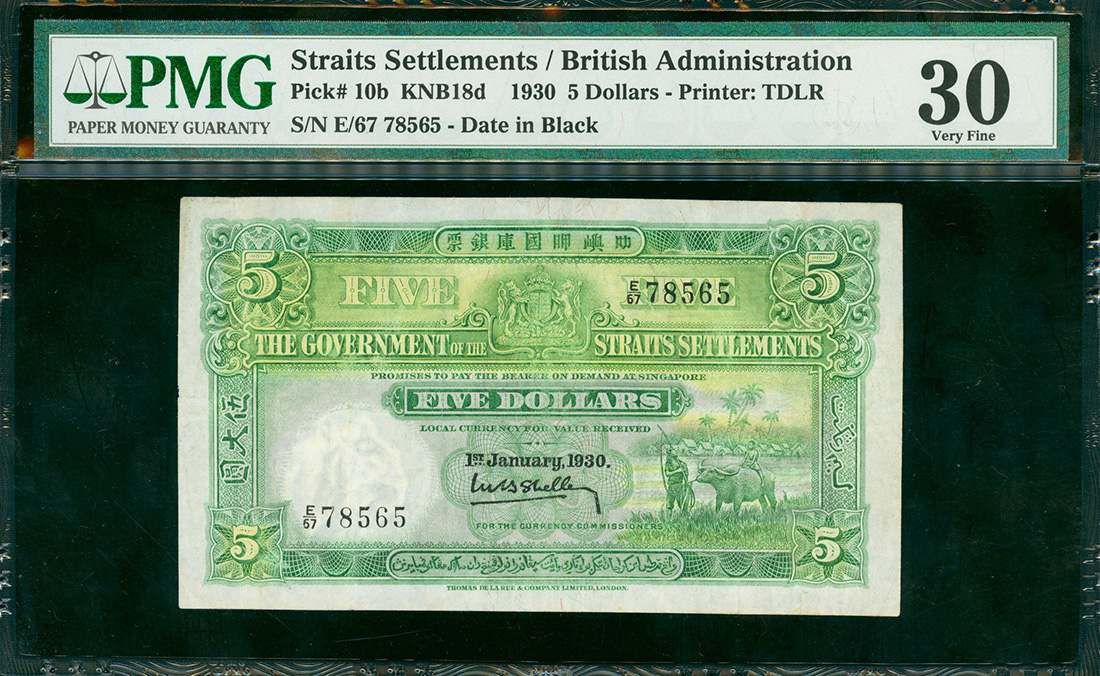 PMG
PAPER MONEY GUARANTY
Straits Settlements / British Administration
Pick# 10b KNB18d 1930 5 Dollars - Printer: TDLR
S/N E/67 78565 - Date in Black
30
Very Fine
票銀庫國呷嶼叻
5 FIVE E/67 78565 5
THE GOVERNMENT OF THE STRAITS SETTLEMENTS
PROMISES TO PAY THE BEARER ON DEMAND AT SINGAPORE
FIVE DOLLARS
LOCAL CURRENCY FOR VALUE RECEIVED
伍大圓
1ST January, 1930.
E/67 78565
FOR THE CURRENCY COMMISSIONERS
5 5
THOMAS DE LA RUE & COMPANY LIMITED, LONDON.